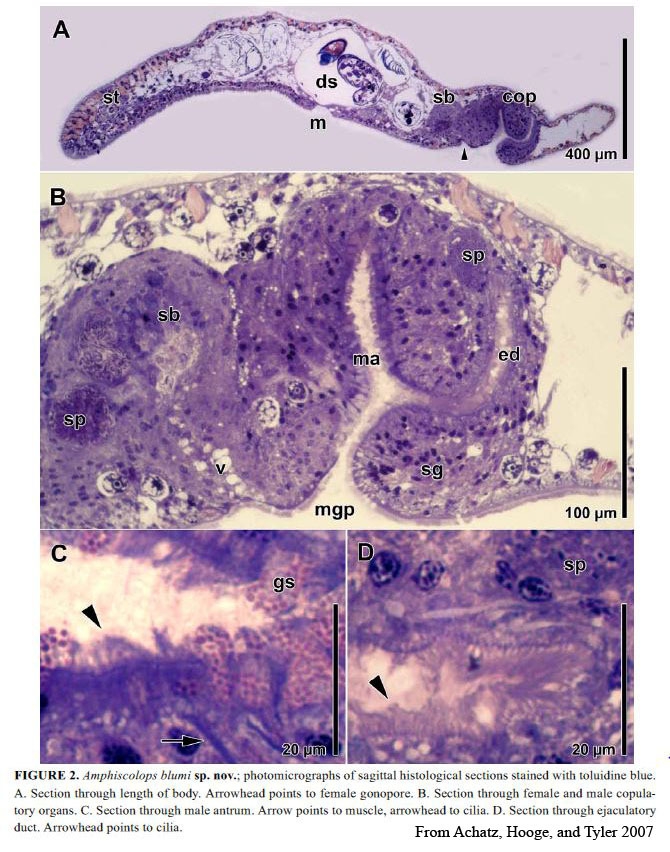 A
st
ds
m
sb
cop
400 µm
B
sb
sp
sp
ma
ed
v
sg
mgp
100 µm
C
gs
20 µm
D
sp
20 µm
FIGURE 2. Amphiscolops blumi sp. nov.; photomicrographs of sagittal histological sections stained with toluidine blue.
A. Section through length of body. Arrowhead points to female gonopore. B. Section through female and male copula-
tory organs. C. Section through male antrum. Arrow points to muscle, arrowhead to cilia. D. Section through ejaculatory
duct. Arrowhead points to cilia.
From Achatz, Hooge, and Tyler 2007